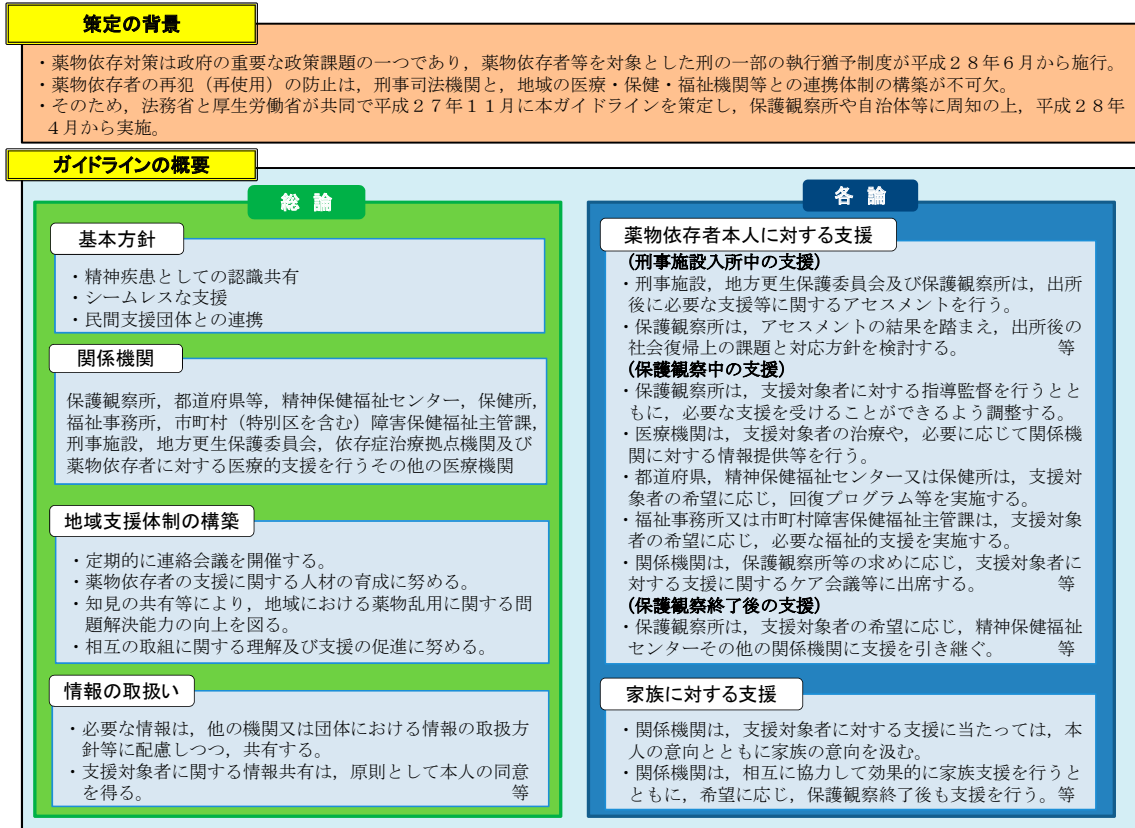 策定の背景
・薬物依存対策は政府の重要な政策課題の一つであり，薬物依存者等を対象とした刑の一部の執行猶予制度が平成２８年６月から施行。
・薬物依存者の再犯（再使用）の防止は，刑事司法機関と，地域の医療・保健・福祉機関等との連携体制の構築が不可欠。
・そのため，法務省と厚生労働省が共同で平成２７年１１月に本ガイドラインを策定し，保護観察所や自治体等に周知の上，平成２８年
４月から実施。
ガイドラインの概要
総 論
基本方針
・精神疾患としての認識共有
・シームレスな支援
・民間支援団体との連携
関係機関
保護観察所，都道府県等，精神保健福祉センター，保健所，
福祉事務所，市町村（特別区を含む）障害保健福祉主管課，
刑事施設，地方更生保護委員会，依存症治療拠点機関及び
薬物依存者に対する医療的支援を行うその他の医療機関
地域支援体制の構築
・定期的に連絡会議を開催する。
・薬物依存者の支援に関する人材の育成に努める。
・知見の共有等により，地域における薬物乱用に関する問
題解決能力の向上を図る。
・相互の取組に関する理解及び支援の促進に努める。
情報の取扱い
・必要な情報は，他の機関又は団体における情報の取扱方
針等に配慮しつつ，共有する。
・支援対象者に関する情報共有は，原則として本人の同意
を得る。 等
各 論
薬物依存者本人に対する支援
(刑事施設入所中の支援)
・刑事施設，地方更生保護委員会及び保護観察所は，出所
後に必要な支援等に関するアセスメントを行う。
・保護観察所は，アセスメントの結果を踏まえ，出所後の
社会復帰上の課題と対応方針を検討する。 等
(保護観察中の支援)
・保護観察所は，支援対象者に対する指導監督を行うとと
もに，必要な支援を受けることができるよう調整する。
・医療機関は，支援対象者の治療や，必要に応じて関係機
関に対する情報提供等を行う。
・都道府県，精神保健福祉センター又は保健所は，支援対
象者の希望に応じ，回復プログラム等を実施する。
・福祉事務所又は市町村障害保健福祉主管課は，支援対象
者の希望に応じ，必要な福祉的支援を実施する。
・関係機関は，保護観察所等の求めに応じ，支援対象者に
対する支援に関するケア会議等に出席する。 等
(保護観察終了後の支援)
・保護観察所は，支援対象者の希望に応じ，精神保健福祉
センターその他の関係機関に支援を引き継ぐ。 等
家族に対する支援
・関係機関は，支援対象者に対する支援に当たっては，本
人の意向とともに家族の意向を汲む。
・関係機関は，相互に協力して効果的に家族支援を行うと
ともに，希望に応じ，保護観察終了後も支援を行う。等